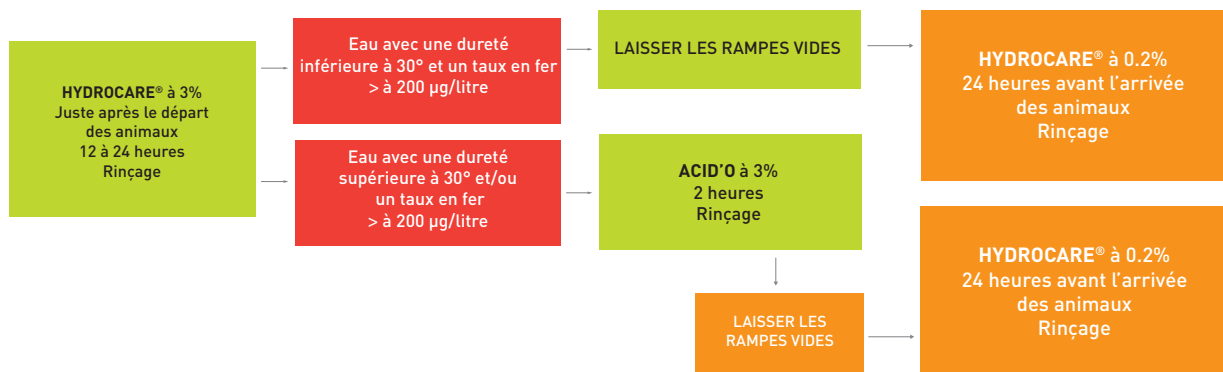 HYDROCARE® à 3%
Juste après le départ
des animaux
12 à 24 heures
Rinçage
Eau avec une dureté
inférieure à 30° et un taux en fer
> à 200 µg/litre
LAISSER LES RAMPES VIDES
HYDROCARE® à 0.2%
24 heures avant l'arrivée
des animaux
Rinçage
Eau avec une dureté
supérieure à 30° et/ou
un taux en fer
> à 200 µg/litre
ACID'O à 3%
2 heures
Rinçage
LAISSER LES
RAMPES VIDES
HYDROCARE® à 0.2%
24 heures avant l'arrivée
des animaux
Rinçage